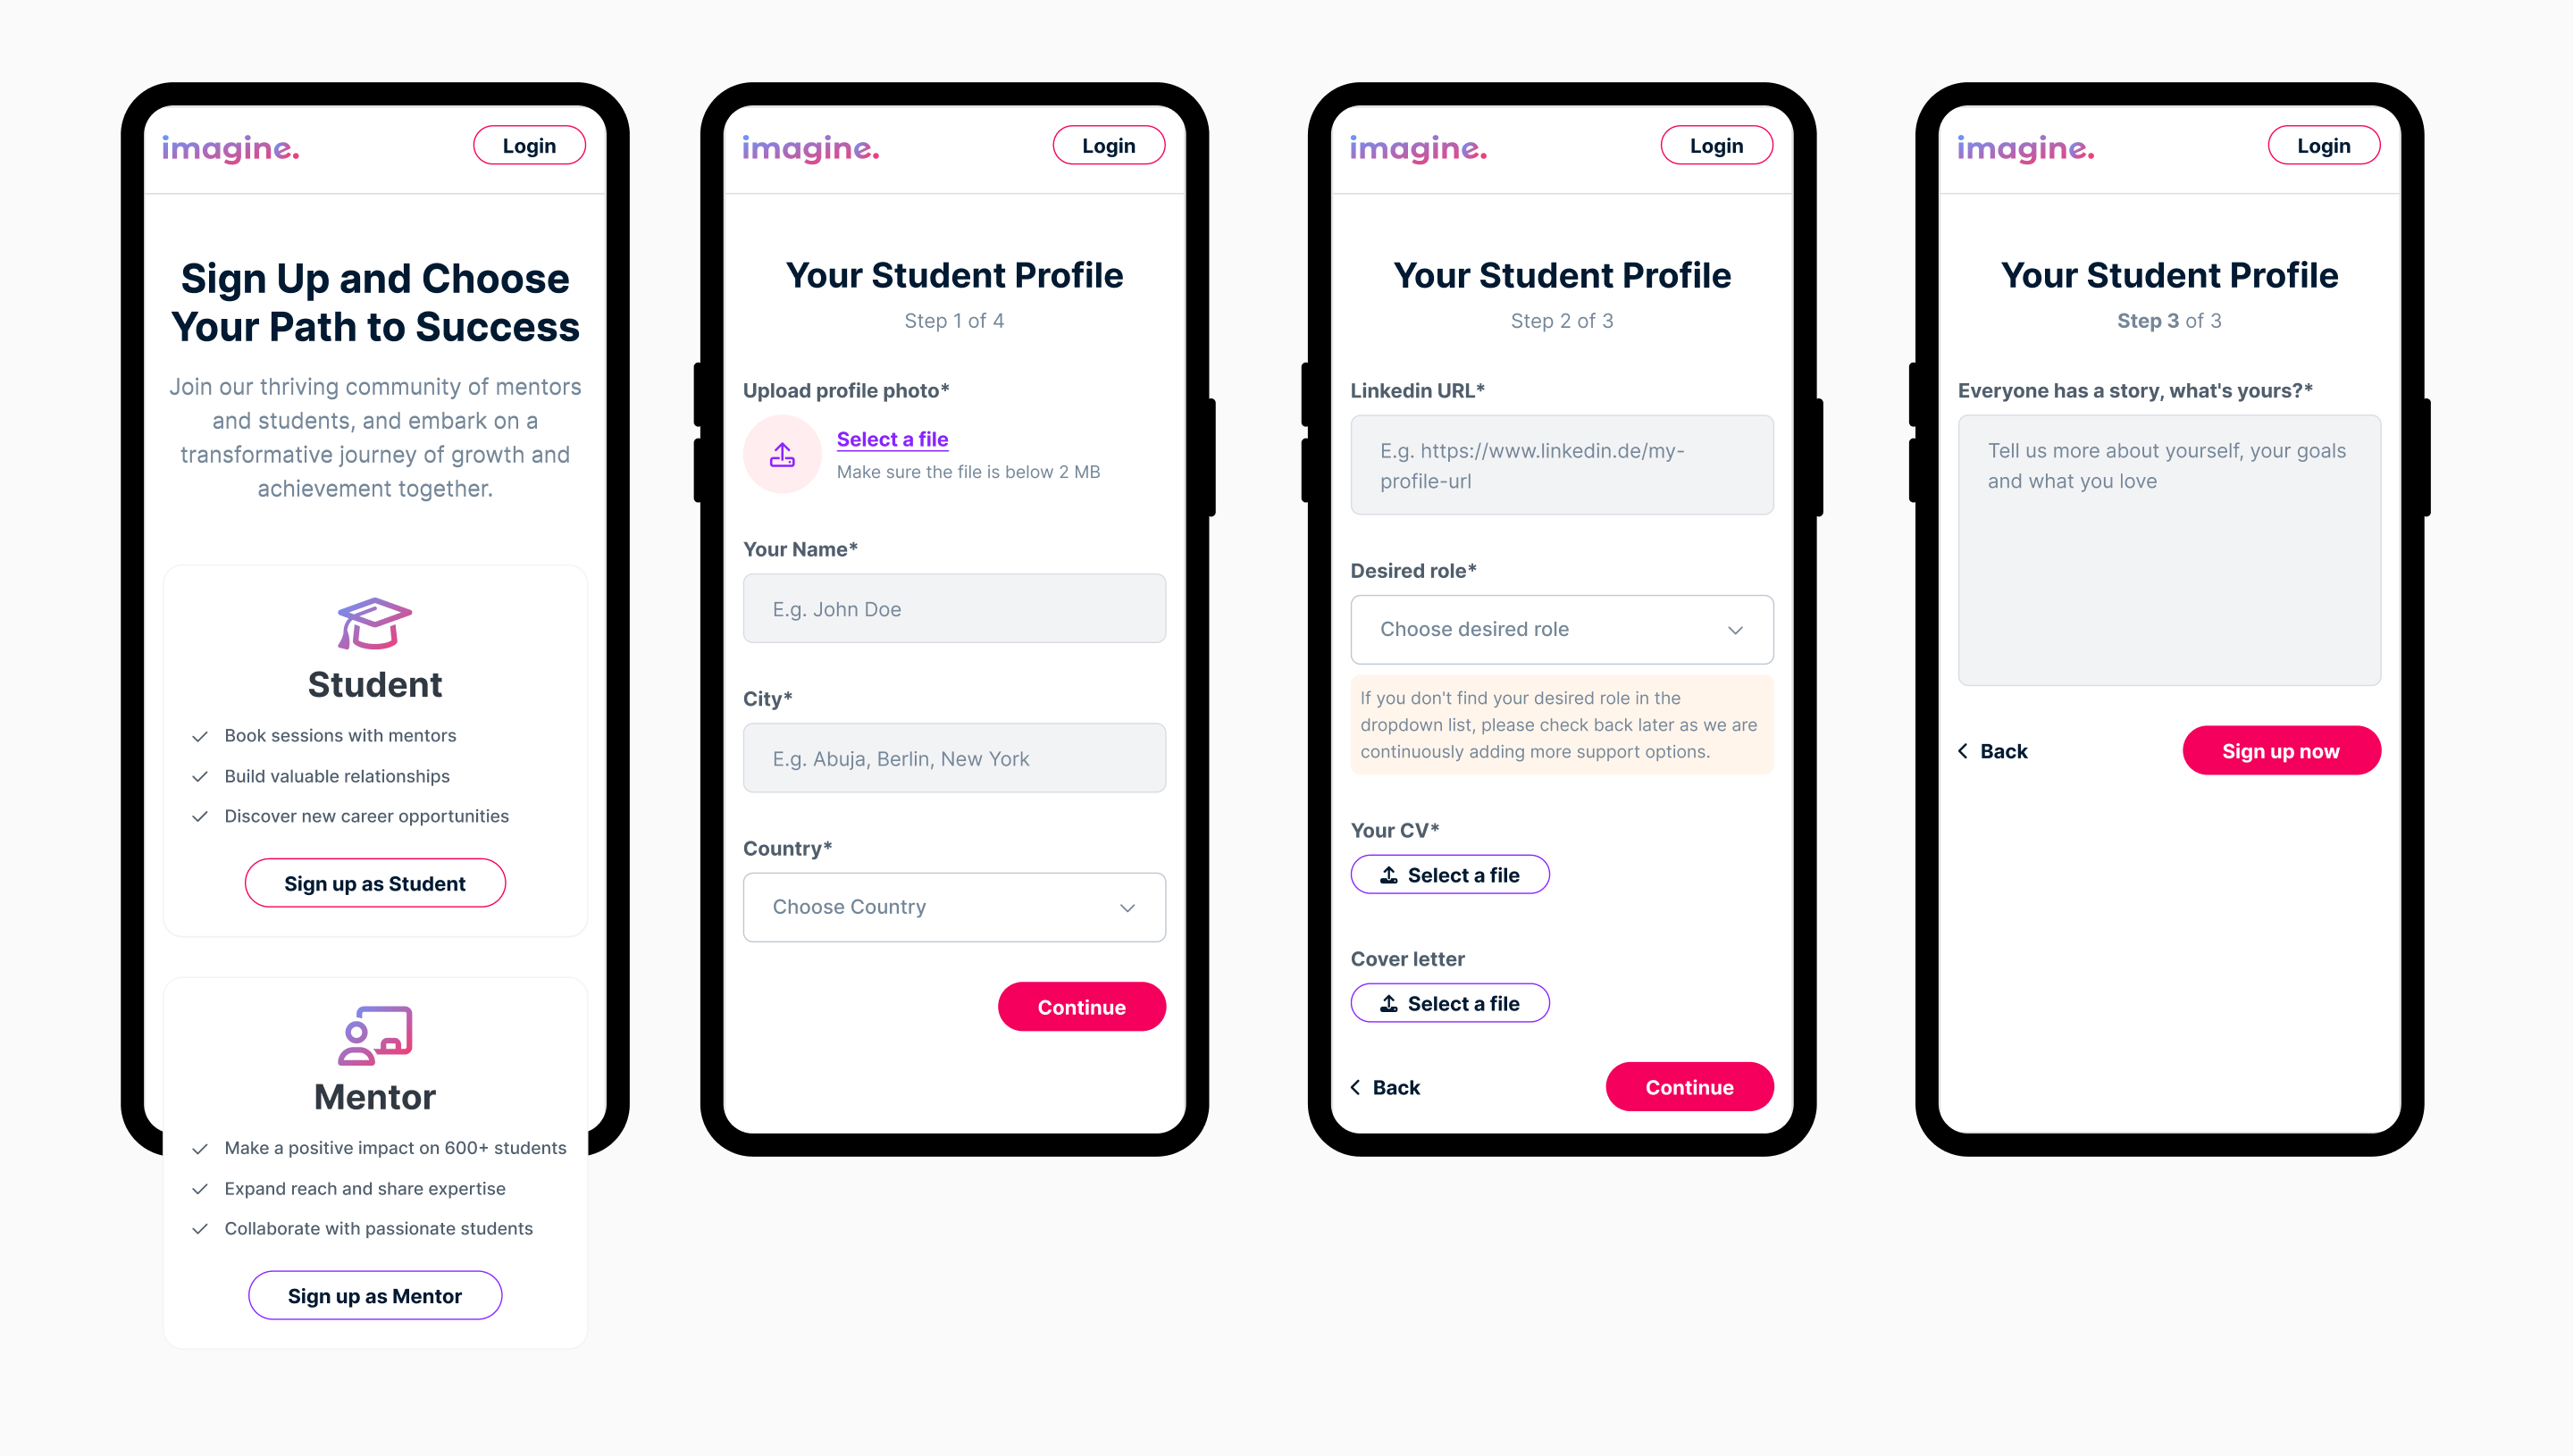 imagine.
Login
Sign Up and Choose
Your Path to Success
Join our thriving community of mentors
and students, and embark on a
transformative journey of growth and
achievement together.
Student
Book sessions with mentors
Build valuable relationships
Discover new career opportunities
Sign up as Student
Mentor
Make a positive impact on 600+ students
Expand reach and share expertise
Collaborate with passionate students
Sign up as Mentor
imagine.
Login
Your Student Profile
Step 1 of 4
Upload profile photo*
Select a file
Make sure the file is below 2 MB
Your Name*
E.g. John Doe
City*
E.g. Abuja, Berlin, New York
Country*
Choose Country
Continue
imagine.
Login
Your Student Profile
Step 2 of 3
Linkedin URL*
E.g. https://www.linkedin.de/my-
profile-url
Desired role*
Choose desired role
If you don't find your desired role in the
dropdown list, please check back later as we are
continuously adding more support options.
Your CV*
Select a file
Cover letter
Select a file
Back
Continue
imagine.
Login
Your Student Profile
Step 3 of 3
Everyone has a story, what's yours?*
Tell us more about yourself, your goals
and what you love
Back
Sign up now